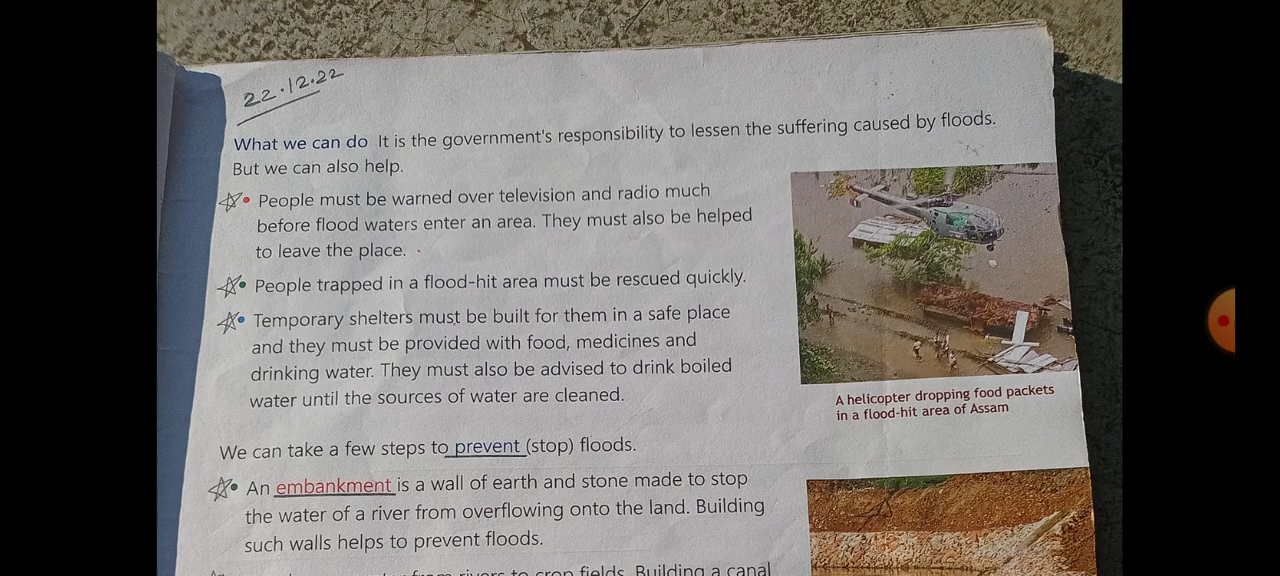 22.12.22
What we can do It is the government's responsibility to lessen the suffering caused by floods.
But we can also help.
• People must be warned over television and radio much
before flood waters enter an area. They must also be helped
to leave the place.
• People trapped in a flood-hit area must be rescued quickly.
• Temporary shelters must be built for them in a safe place
and they must be provided with food, medicines and
drinking water. They must also be advised to drink boiled
water until the sources of water are cleaned.
A helicopter dropping food packets
in a flood-hit area of Assam
We can take a few steps to prevent (stop) floods.
• An embankment is a wall of earth and stone made to stop
the water of a river from overflowing onto the land. Building
such walls helps to prevent floods.
from rivers to crop fields. Building a canal